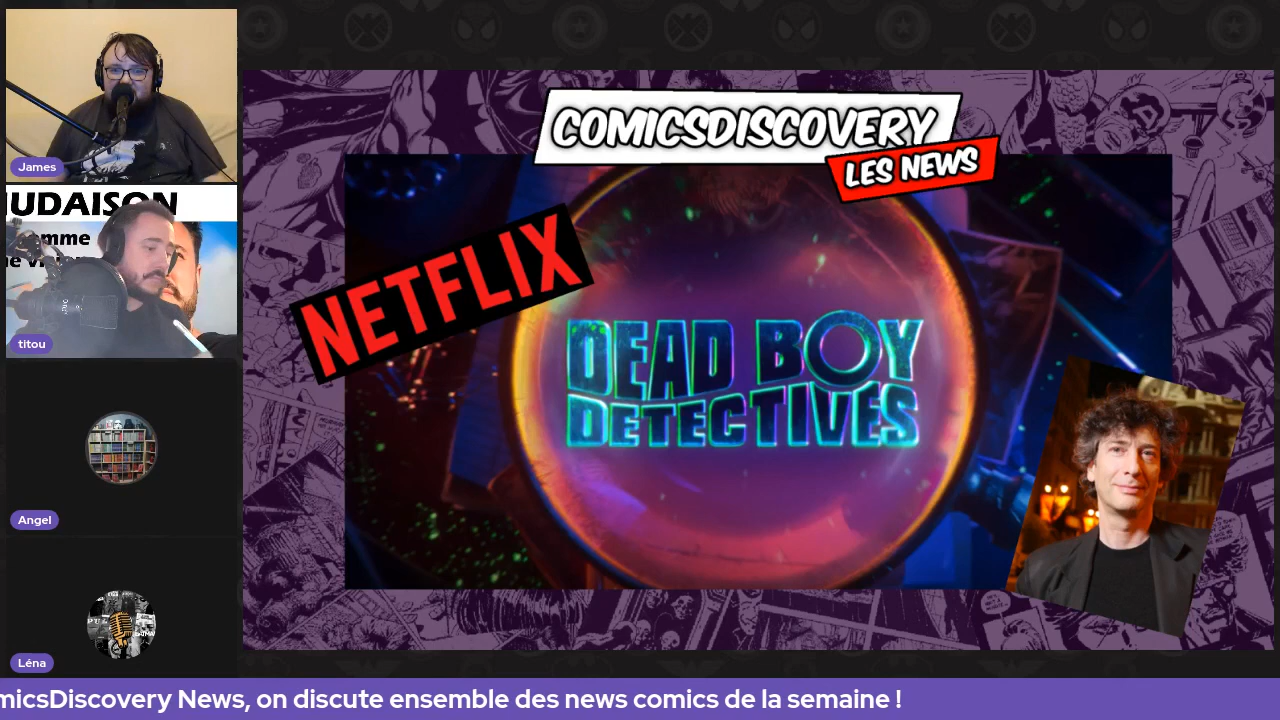 COMICSDISCOVERY
LES NEWS
NETFLIX
DEAD BOY
DETECTIVES
James
titou
Angel
Léna
micsDiscovery News, on discute ensemble des news comics de la semaine !